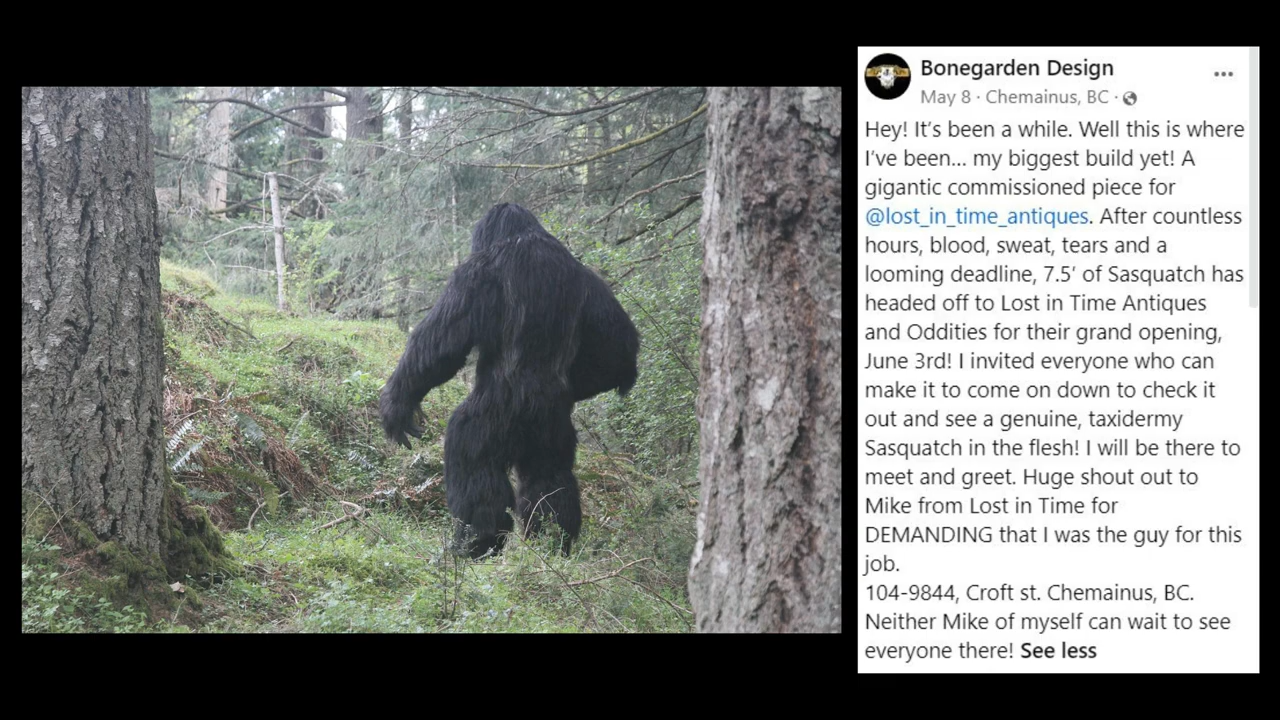 Bonegarden Design
May 8 · Chemainus, BC ·
Hey! It's been a while. Well this is where
I've been... my biggest build yet! A
gigantic commissioned piece for
@lost_in_time_antiques. After countless
hours, blood, sweat, tears and a
looming deadline, 7.5' of Sasquatch has
headed off to Lost in Time Antiques
and Oddities for their grand opening,
June 3rd! I invited everyone who can
make it to come on down to check it
out and see a genuine, taxidermy
Sasquatch in the flesh! I will be there to
meet and greet. Huge shout out to
Mike from Lost in Time for
DEMANDING that I was the guy for this
job.
104-9844, Croft st. Chemainus, BC.
Neither Mike of myself can wait to see
everyone there! See less